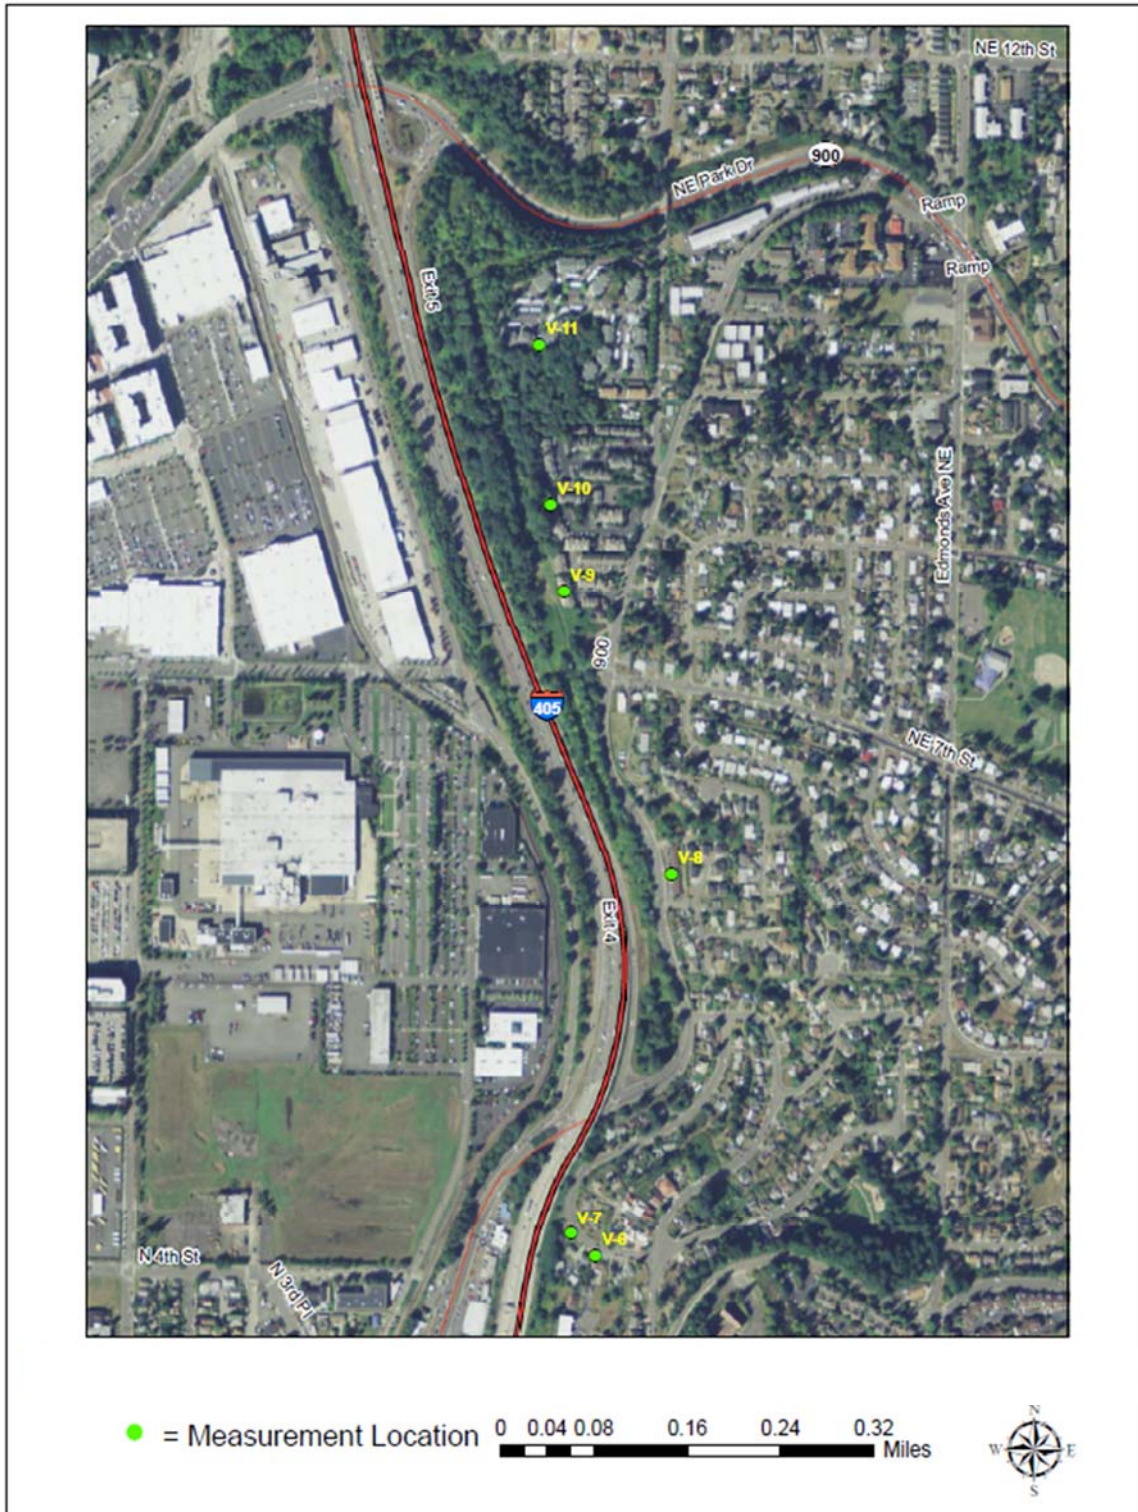 NE 12th St
900
NE Park Dr
Ramp
Ramp
Exit 5
V-11
Edmonds Ave NE
V-10
V-9
900
405
NE 7th St
V-8
Exit 4
V-7
V-6
N 4th St
N 3rd Pl
= Measurement Location
0 0.04 0.08 0.16 0.24 0.32
Miles
N
W E
S